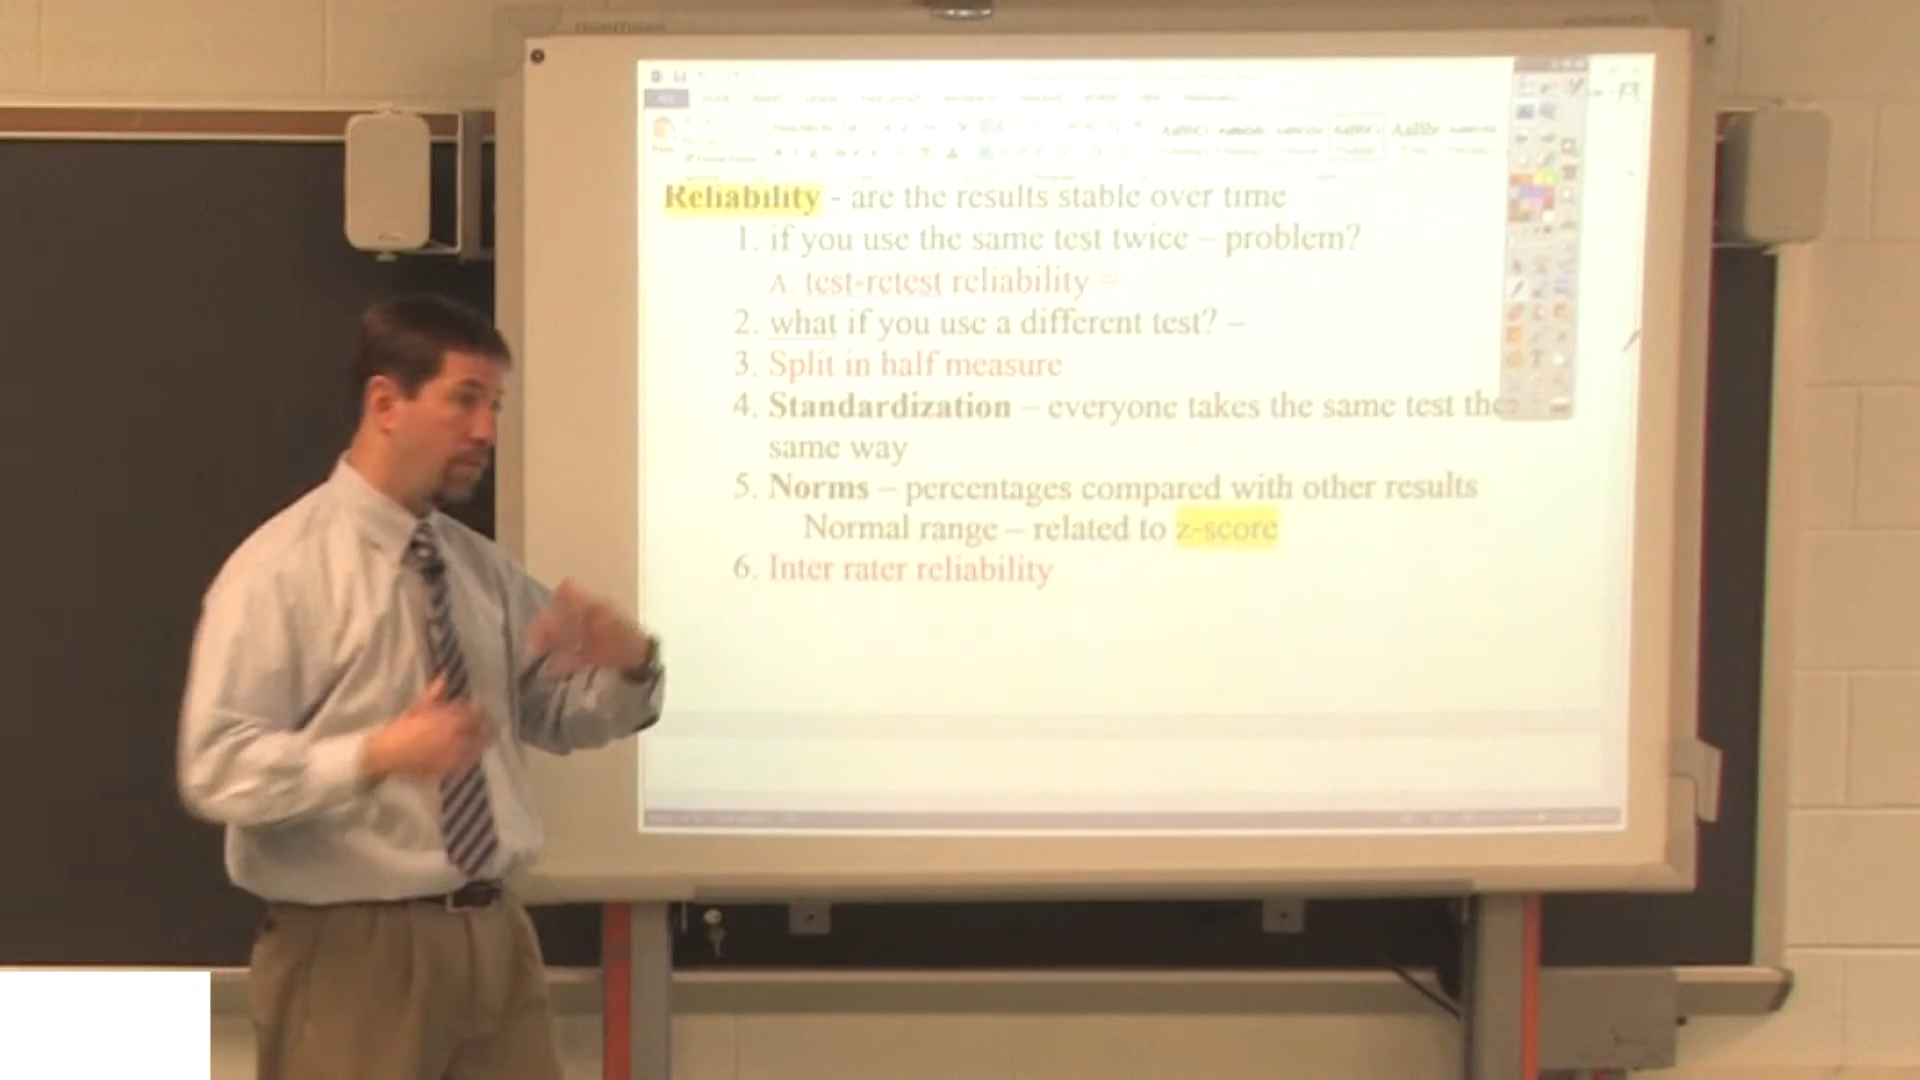 PROMETHEAN
Reliability - are the results stable over time
1. if you use the same test twice – problem?
A. test-retest reliability =
2. what if you use a different test? –
3. Split in half measure
4. Standardization – everyone takes the same test the
same way
5. Norms – percentages compared with other results
Normal range – related to z-score
6. Inter rater reliability